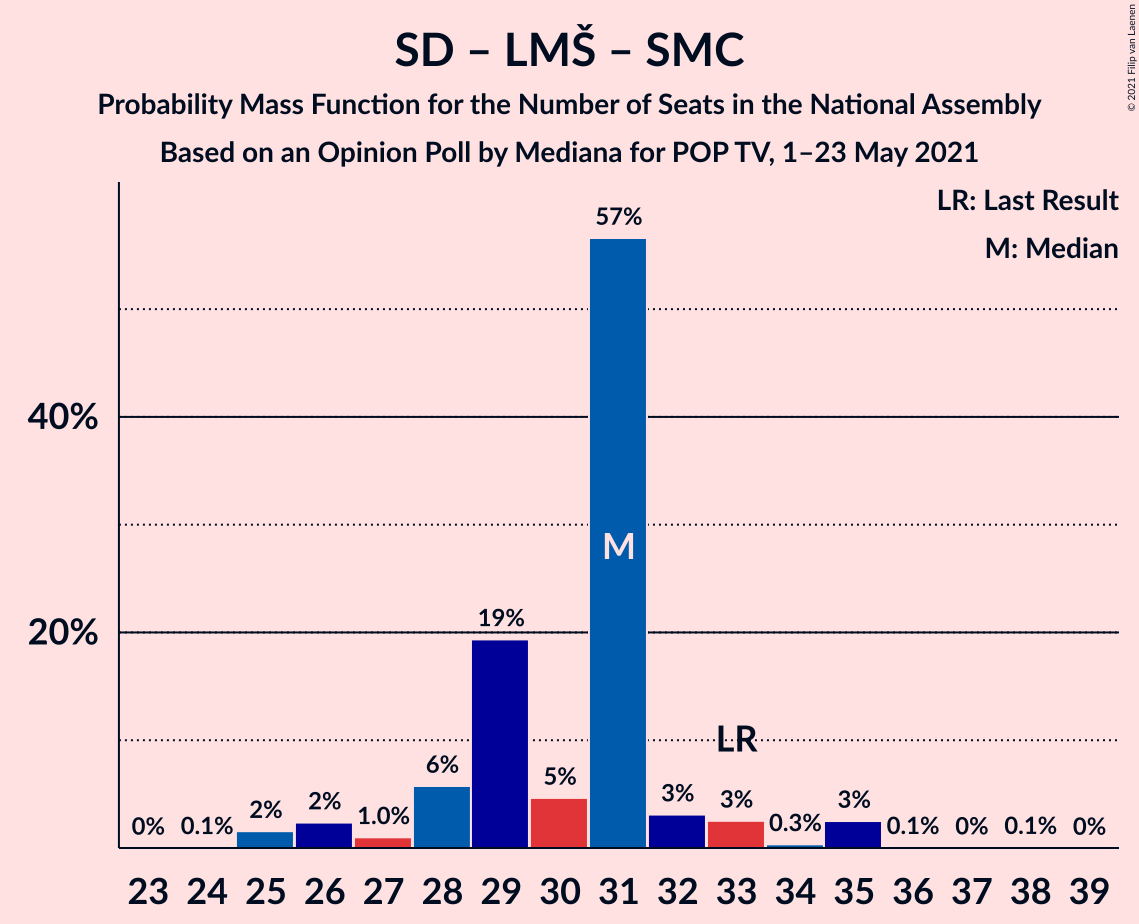 SD – LMŠ – SMC
Probability Mass Function for the Number of Seats in the National Assembly
Based on an Opinion Poll by Mediana for POP TV, 1–23 May 2021
© 2021 Filip van Laenen
LR: Last Result
M: Median
57%
40%
M
19%
20%
LR
6%
5%
3%
3%
3%
2%
2%
1.0%
0%
0.1%
0.3%
0.1%
0%
0.1%
0%
23 24 25 26 27 28 29 30 31 32 33 34 35 36 37 38 39